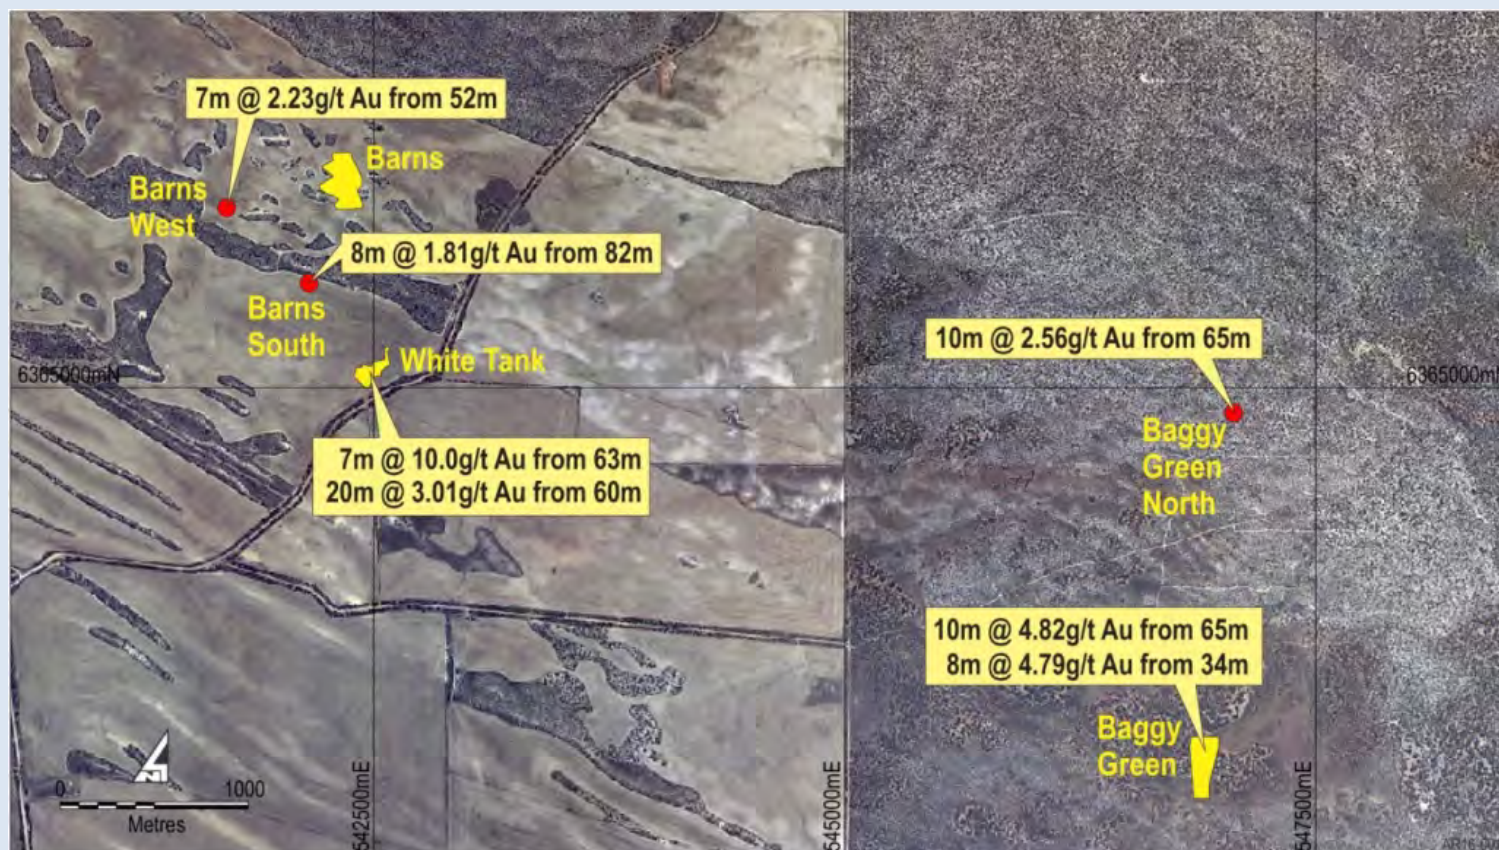 7m @ 2.23g/t Au from 52m
Barns
Barns
West
8m @ 1.81g/t Au from 82m
Barns
South
White Tank
6365000mN
10m @ 2.56g/t Au from 65m
Baggy
Green
North
7m @ 10.0g/t Au from 63m
20m @ 3.01g/t Au from 60m
10m @ 4.82g/t Au from 65m
8m @ 4.79g/t Au from 34m
Baggy
Green
N
0 1000
Metres
542500mE
545000mE
547500mE